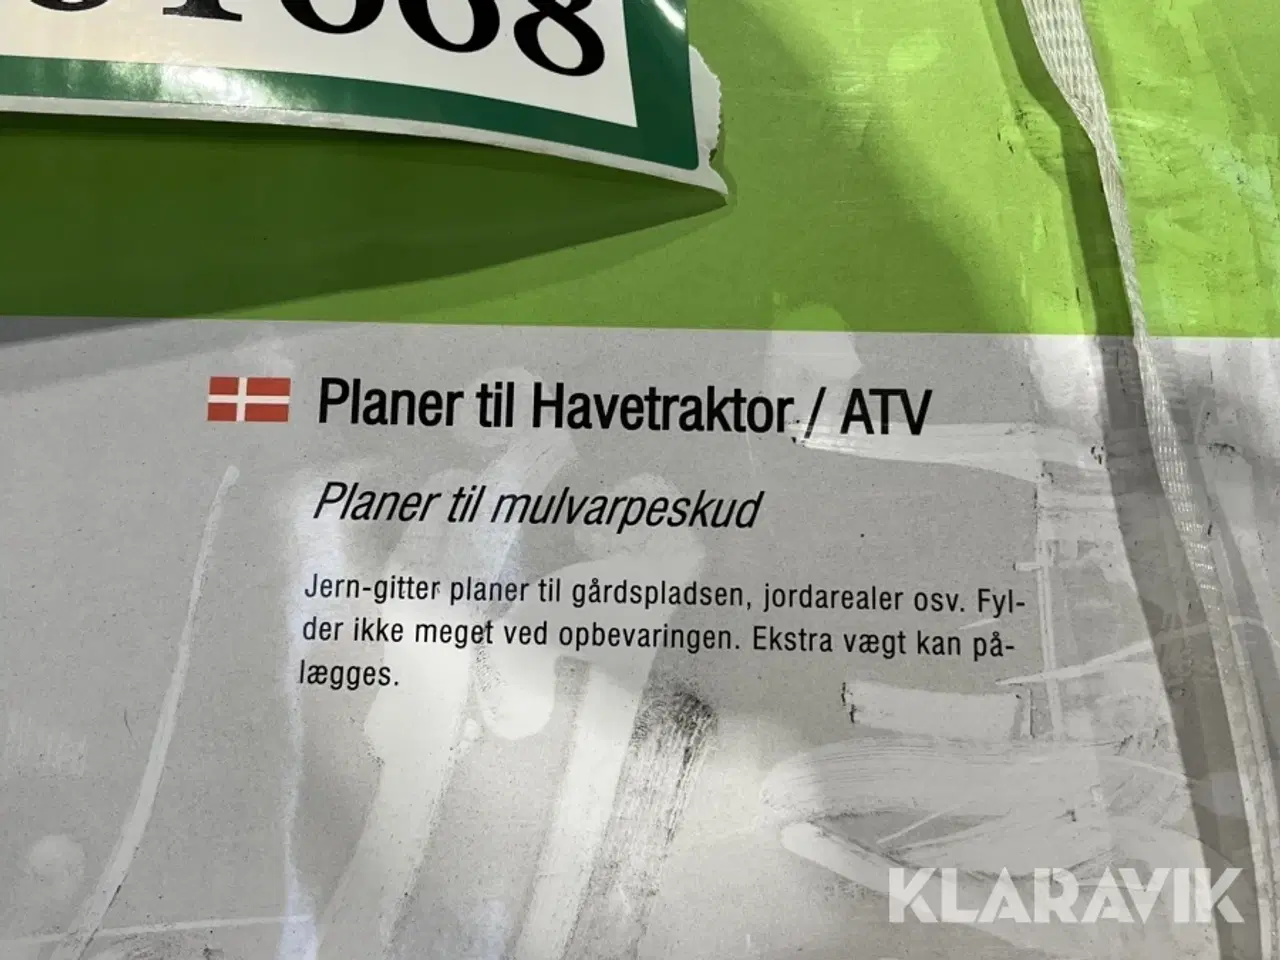 Planer til Havetraktor / ATV
Planer til mulvarpeskud
Jern-gitter planer til gårdspladsen, jordarealer osv. Fyl-
der ikke meget ved opbevaringen. Ekstra vægt kan på-
lægges.
KLARAVIK